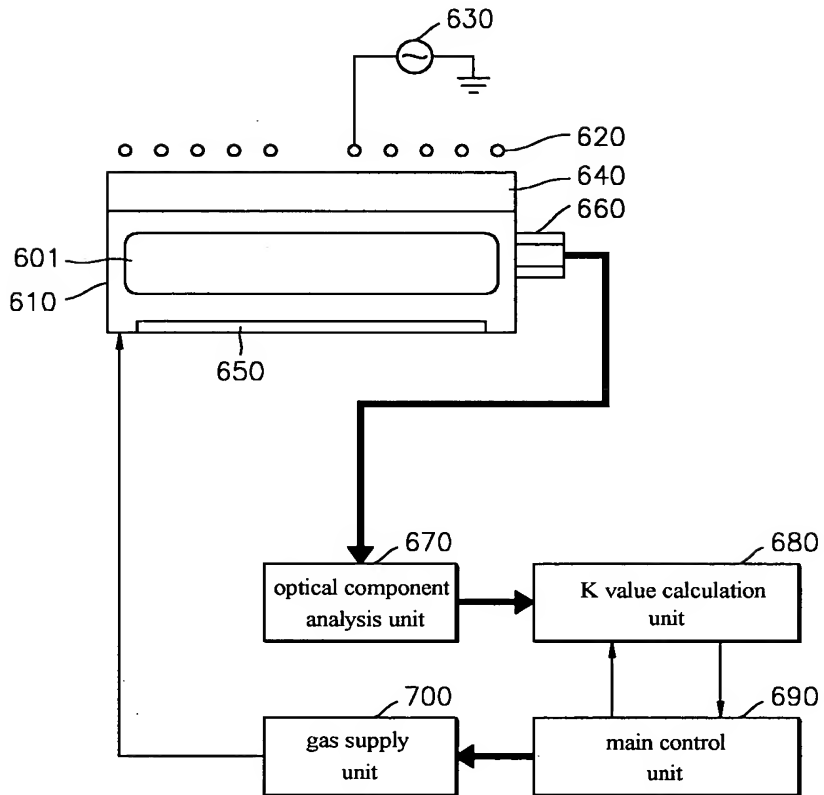 630
620
640
660
601
610
650
670
680
optical component
analysis unit
K value calculation
unit
700
690
gas supply
unit
main control
unit